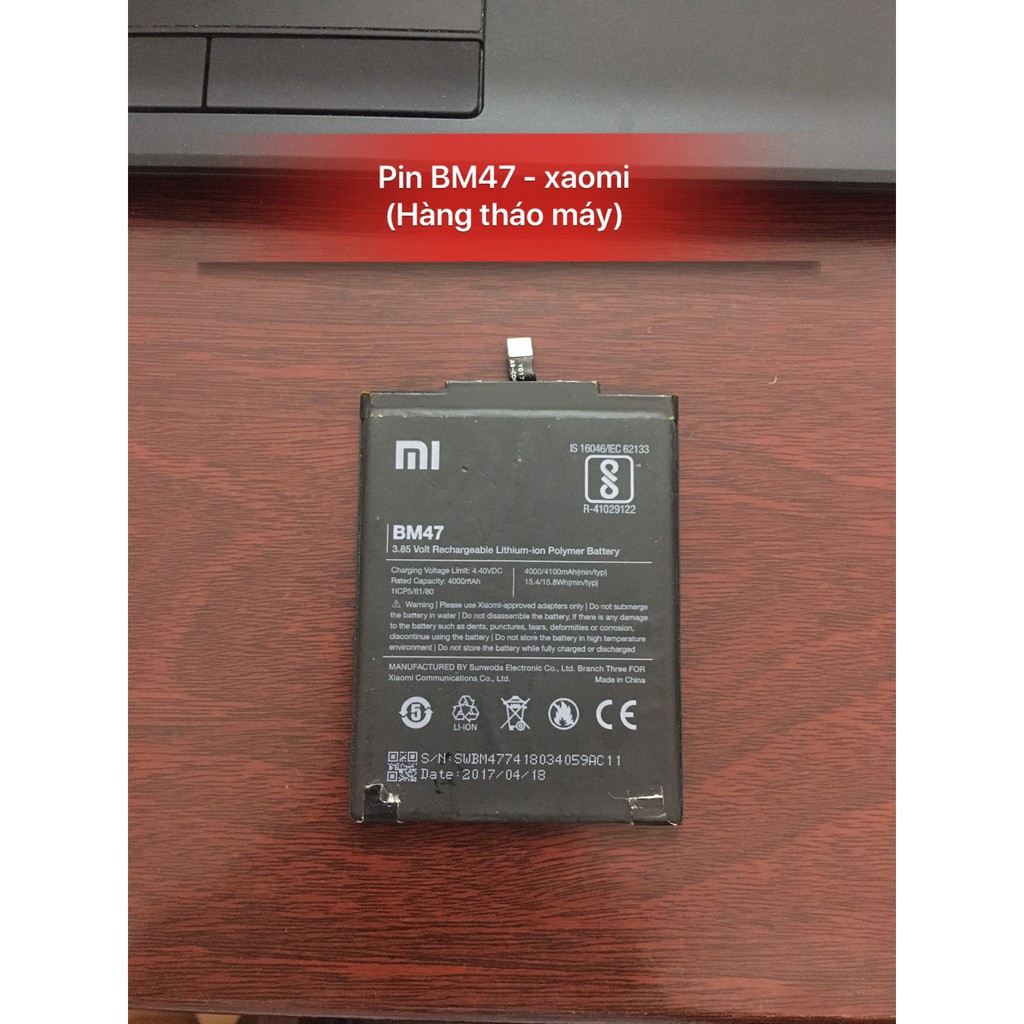 Pin BM47 - xaomi
(Hàng tháo máy)
mi
IS 16046/IEC 62133
R-41029122
BM47
3.85 Volt Rechargeable Lithium-ion Polymer Battery
Charging Voltage Limit: 4.40VDC
Rated Capacity: 4000mAh
1ICP5/61/80
4000/4100mAh(min/typ)
15.4/15.8Wh(min/typ)
Warning | Please use Xiaomi-approved adapters only | Do not submerge
the battery in water | Do not disassemble the battery, If there is any damage
to the battery such as dents, punctures, tears, deformities or corrosion,
discontinue using the battery | Do not store the battery in high temperature
environment | Do not store the battery while fully charged or discharged
MANUFACTURED BY Sunwoda Electronic Co., Ltd. Branch Three FOR
Xiaomi Communications Co., Ltd.
Made in China
5
LI-ION
CE
S/N:SWBM477418034059AC11
Date:2017/04/18